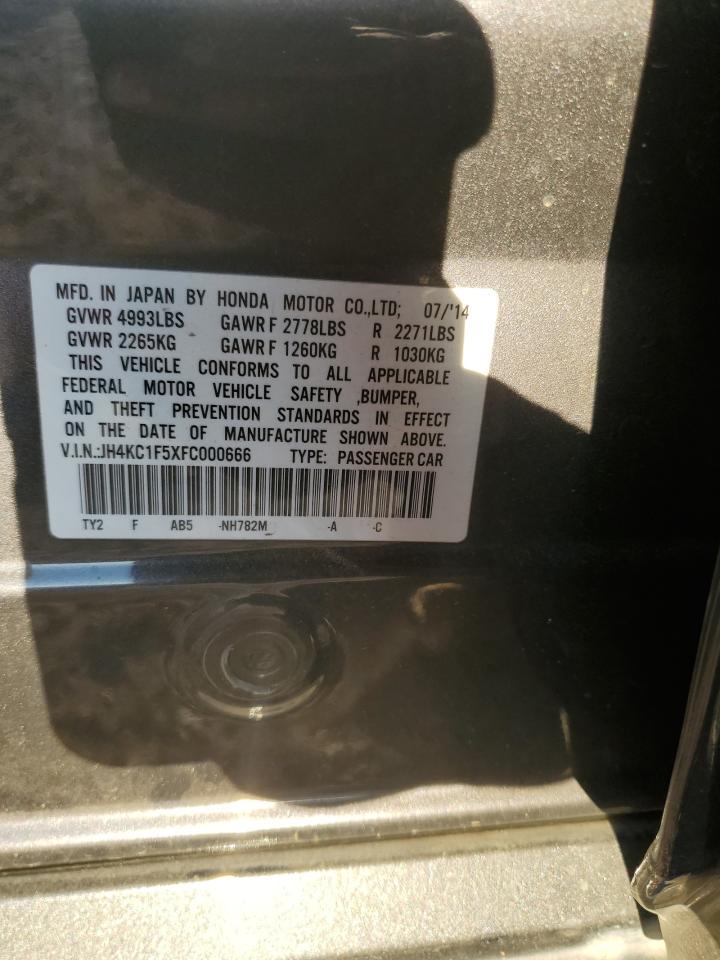 MFD. IN JAPAN BY HONDA MOTOR CO.,LTD; 07/'14
GVWR 4993LBS GAWR F 2778LBS R 2271LBS
GVWR 2265KG GAWR F 1260KG R 1030KG
THIS VEHICLE CONFORMS TO ALL APPLICABLE
FEDERAL MOTOR VEHICLE SAFETY ,BUMPER,
AND THEFT PREVENTION STANDARDS IN EFFECT
ON THE DATE OF MANUFACTURE SHOWN ABOVE.
V.I.N.:JH4KC1F5XFC000666 TYPE: PASSENGER CAR
TY2 F AB5 -NH782M -A -C